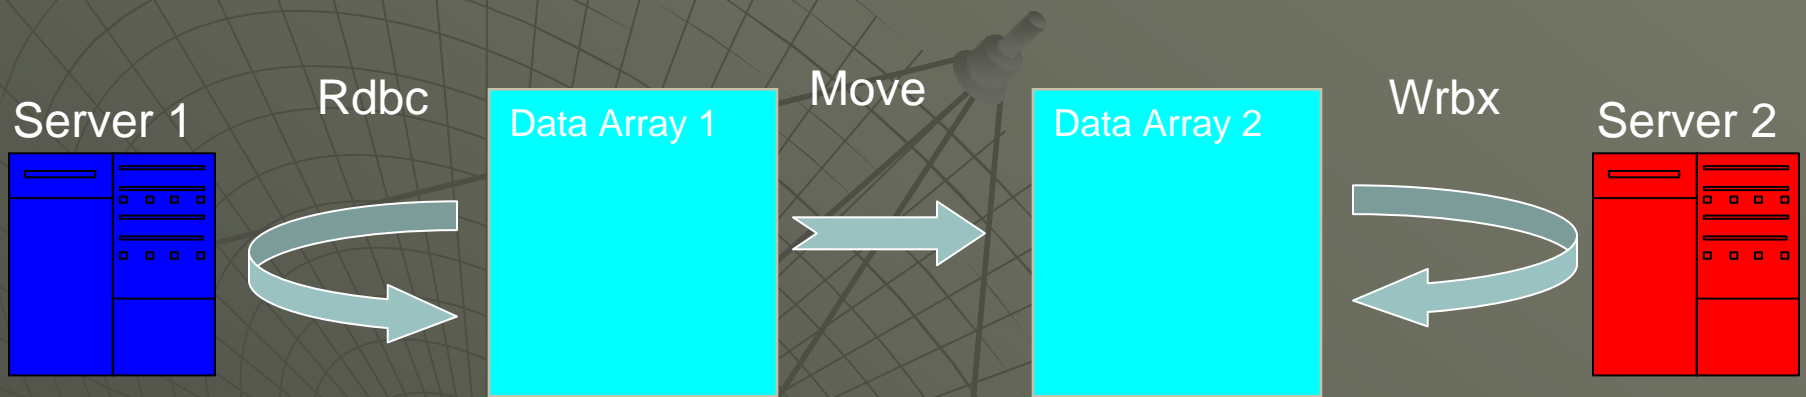 Server 1
Rdbc
Data Array 1
Move
Data Array 2
Wrbx
Server 2